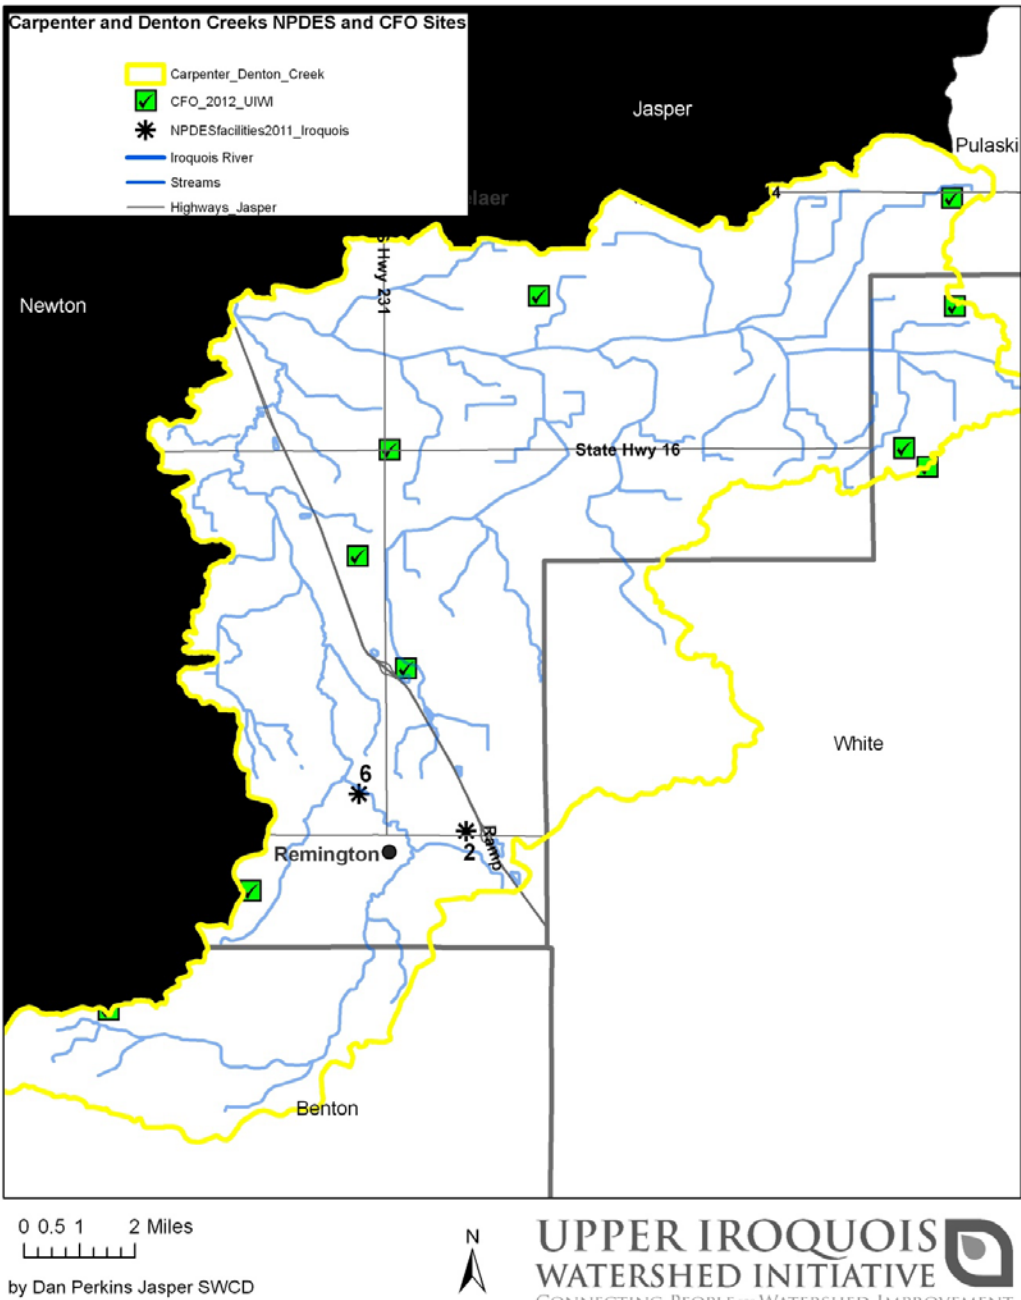 Carpenter and Denton Creeks NPDES and CFO Sites
Carpenter_Denton_Creek
CFO_2012_UIWI
NPDESfacilities2011_Iroquois
Iroquois River
Streams
Highways_Jasper
Jasper
Pulaski
elaer
4
Newton
S Hwy 231
State Hwy 16
White
6
2
Ramp
Remington
Benton
0 0.5 1 2 Miles
by Dan Perkins Jasper SWCD
N
UPPER IROQUOIS
WATERSHED INITIATIVE